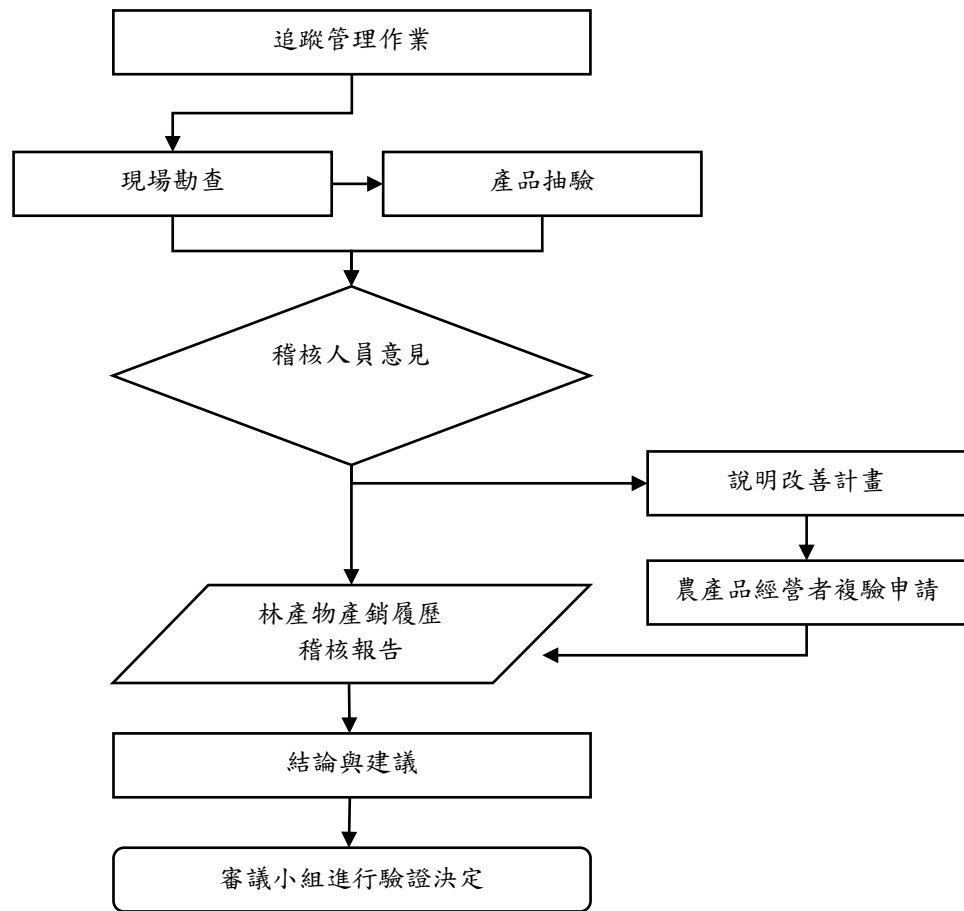 追蹤管理作業
現場勘查
產品抽驗
稽核人員意見
說明改善計畫
農產品經營者複驗申請
林產物產銷履歷
稽核報告
結論與建議
審議小組進行驗證決定